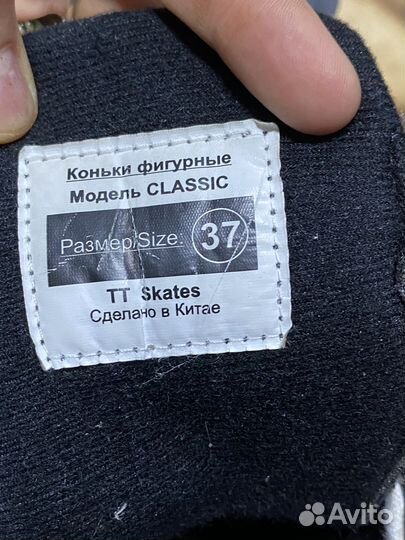 Коньки фигурные
Модель CLASSIC
Размер/Size: 37
TT Skates
Сделано в Китае
Avito